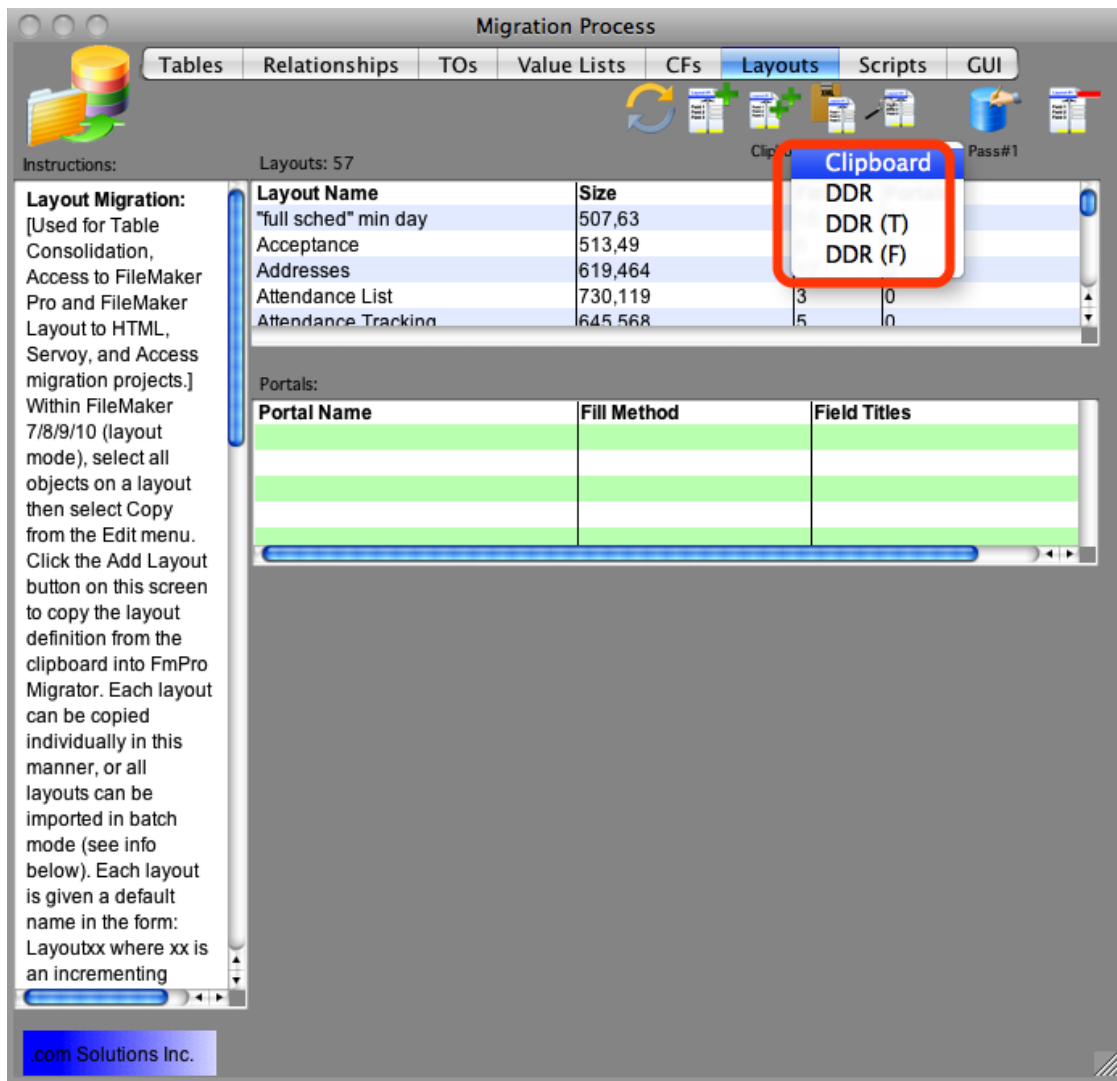 Migration Process
Tables Relationships TOs Value Lists CFs Layouts Scripts GUI
Pass#1
Instructions:
Layouts: 57
Clipboard
DDR
DDR (T)
DDR (F)
Layout Migration:
[Used for Table
Consolidation,
Access to FileMaker
Pro and FileMaker
Layout to HTML,
Servoy, and Access
migration projects.]
Within FileMaker
7/8/9/10 (layout
mode), select all
objects on a layout
then select Copy
from the Edit menu.
Click the Add Layout
button on this screen
to copy the layout
definition from the
clipboard into FmPro
Migrator. Each layout
can be copied
individually in this
manner, or all
layouts can be
imported in batch
mode (see info
below). Each layout
is given a default
name in the form:
Layoutxx where xx is
an incrementing
Layout Name Size
"full sched" min day 507,63
Acceptance 513,49
Addresses 619,464
Attendance List 730,119 3 0
Attendance Tracking 645,568 5 0
Portals:
Portal Name Fill Method Field Titles
.com Solutions Inc.